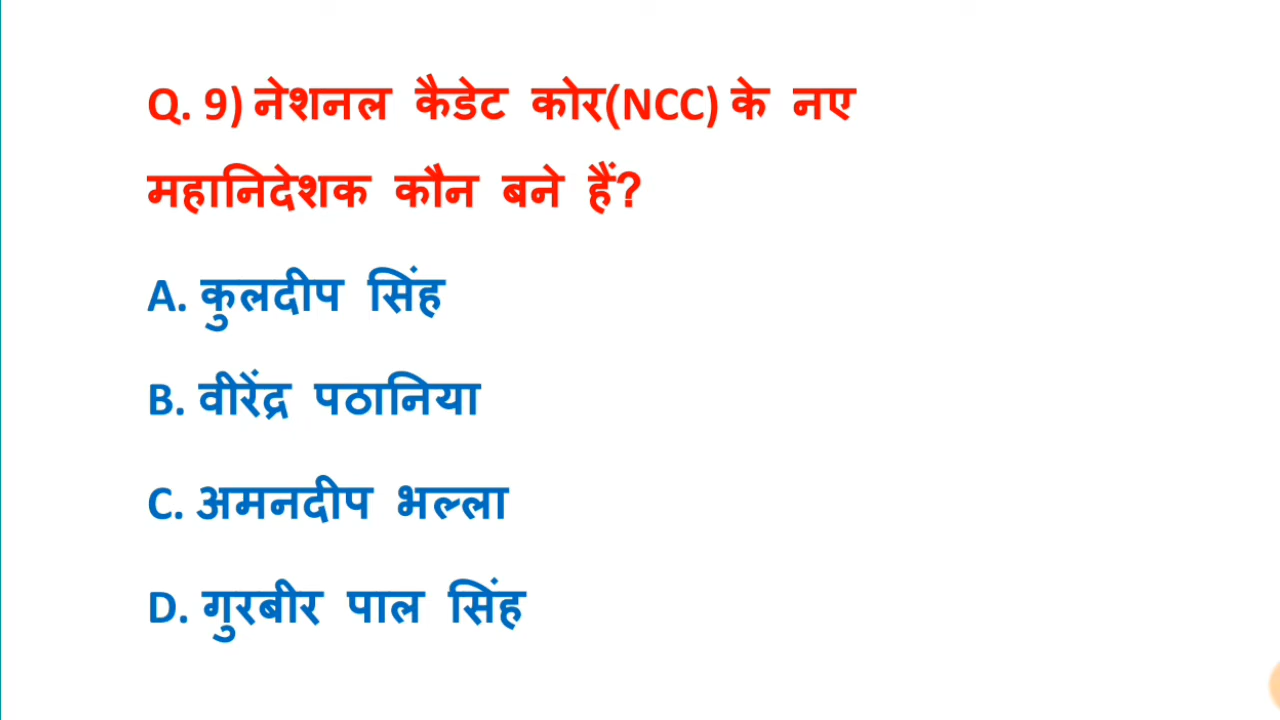 Q. 9) नेशनल कैडेट कोर(NCC) के नए
महानिदेशक कौन बने हैं?
A. कुलदीप सिंह
B. वीरेंद्र पठानिया
C. अमनदीप भल्ला
D. गुरबीर पाल सिंह